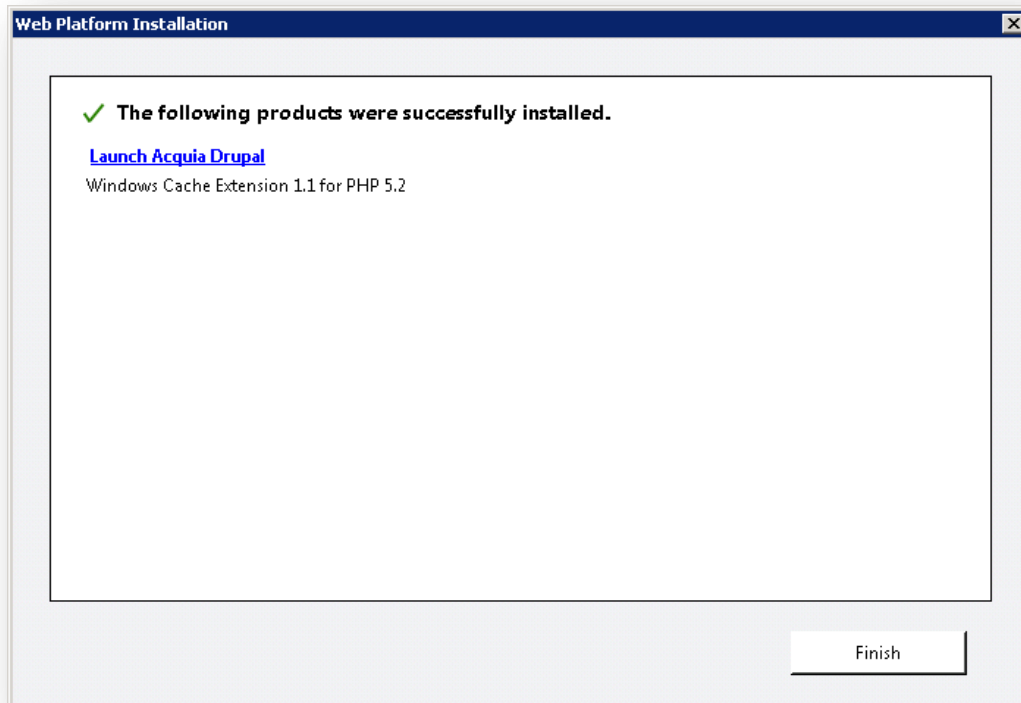 Web Platform Installation
The following products were successfully installed.
Launch Acquia Drupal
Windows Cache Extension 1.1 for PHP 5.2
Finish